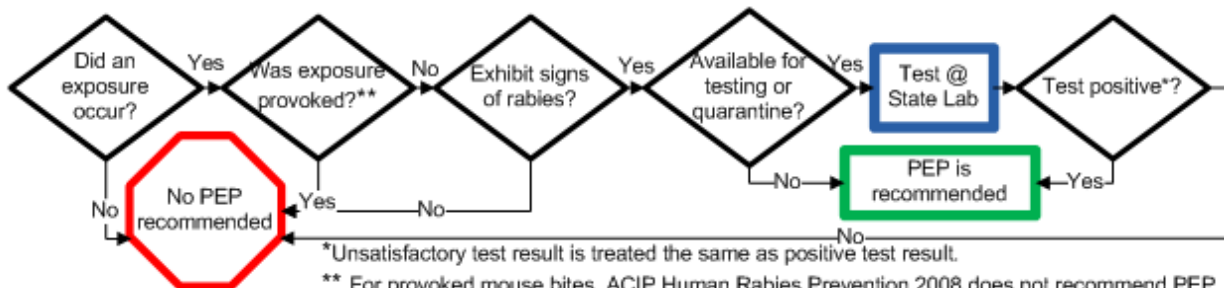 Did an
exposure
occur?
Yes
Was exposure
provoked?**
No
Exhibit signs
of rabies?
Yes
Available for
testing or
quarantine?
Yes
Test @
State Lab
Test positive*?
No
No PEP
recommended
Yes
No
No
PEP is
recommended
Yes
No
*Unsatisfactory test result is treated the same as positive test result.
** For provoked mouse bites, ACIP Human Rabies Prevention 2008 does not recommend PEP